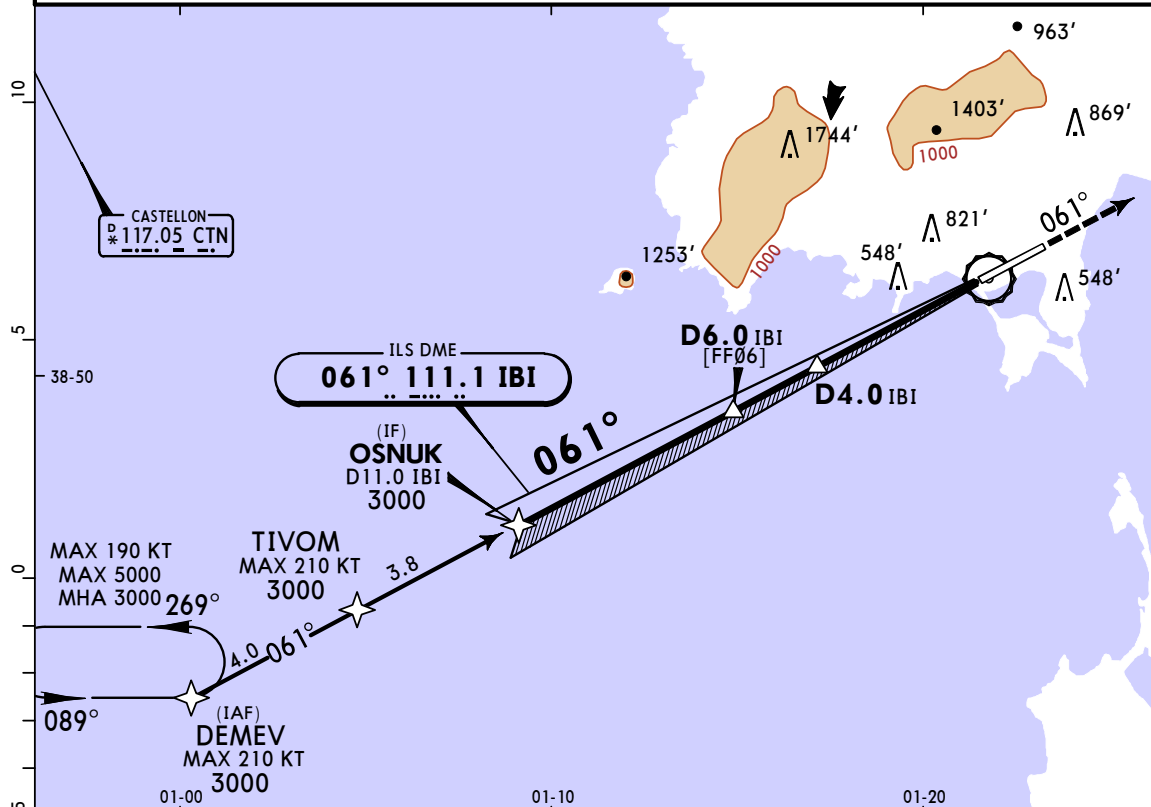 963'
10
1403'
869'
1744'
1000
CASTELLON
D
* 117.05 CTN
061°
821'
1253'
1000
548'
548'
5
D6.0 IBI
[FF06]
ILS DME
38-50
061° 111.1 IBI
D4.0 IBI
(IF)
OSNUK
D11.0 IBI
3000
061°
TIVOM
MAX 210 KT
3000
3.8
MAX 190 KT
MAX 5000
MHA 3000
0
269°
4.0
061°
089°
(IAF)
DEMEV
MAX 210 KT
3000
5
01-00
01-10
01-20